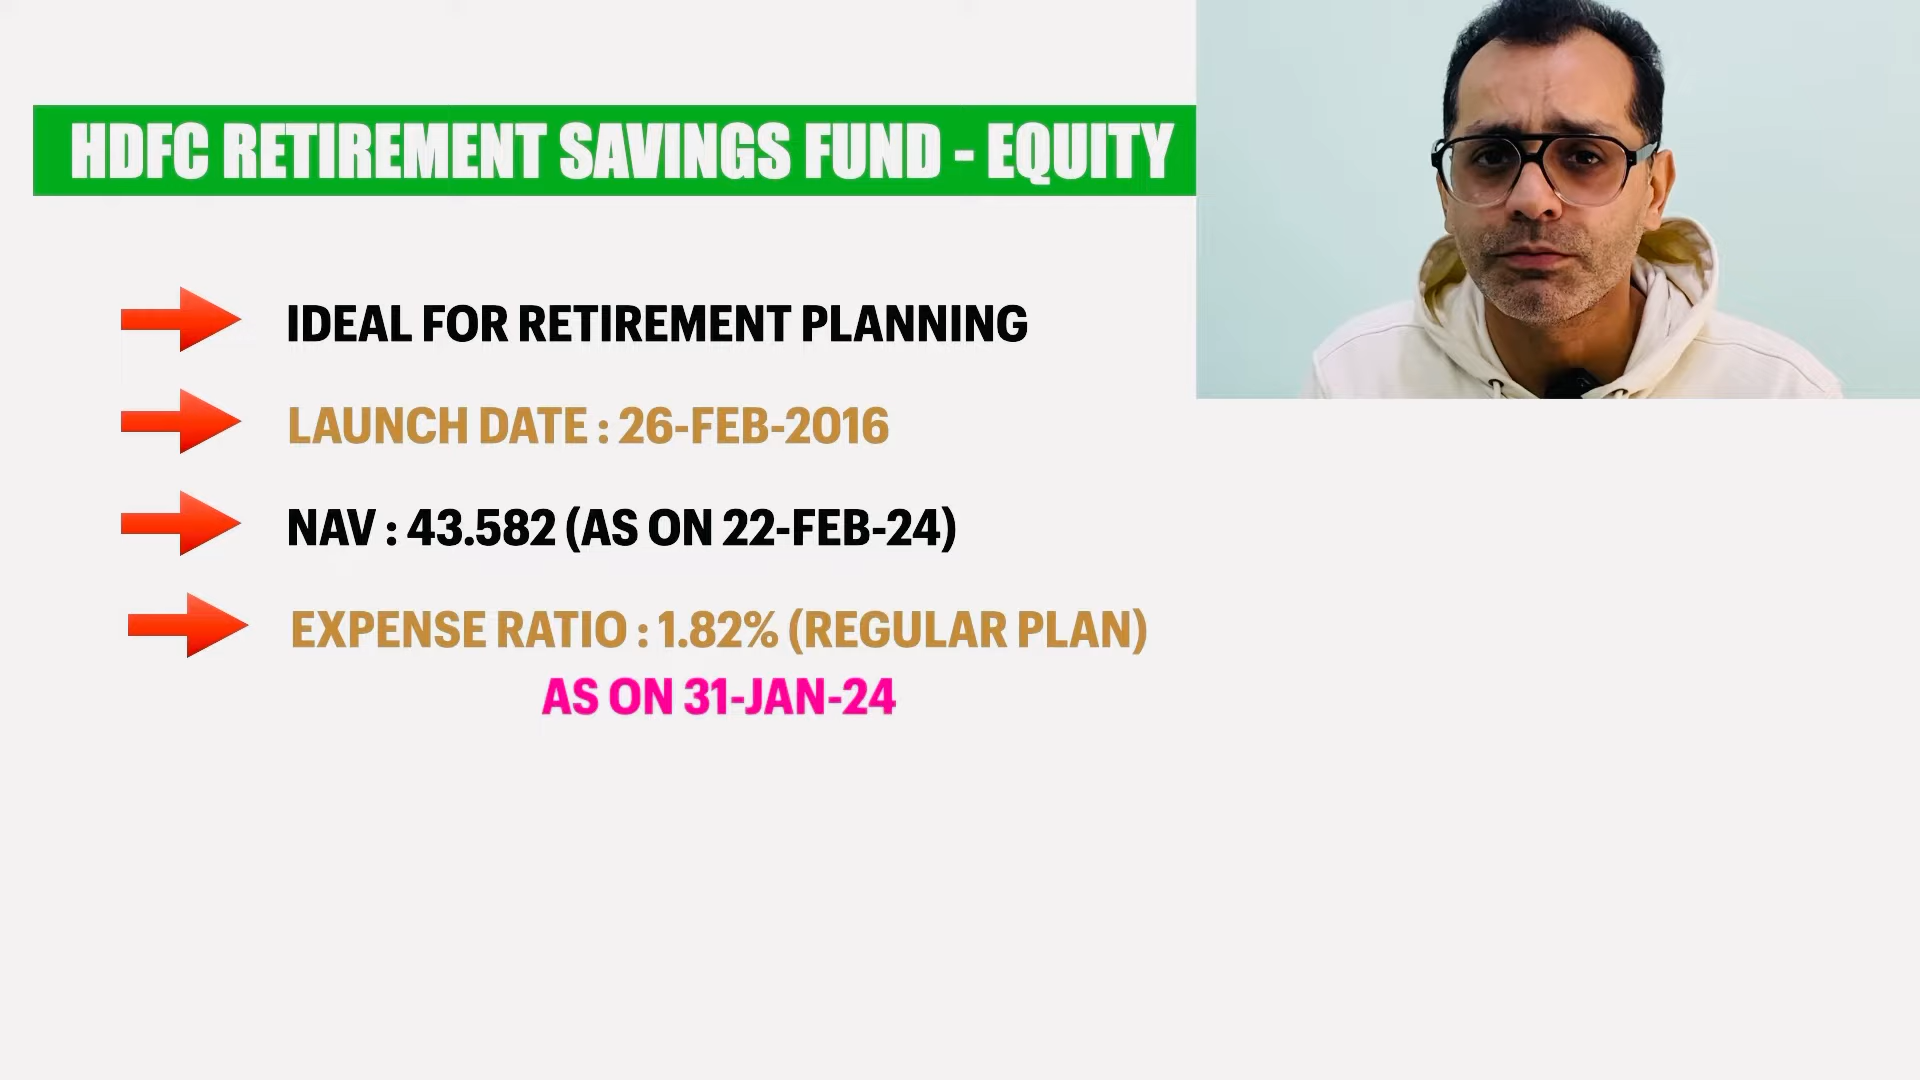 HDFC RETIREMENT SAVINGS FUND - EQUITY
IDEAL FOR RETIREMENT PLANNING
LAUNCH DATE : 26-FEB-2016
NAV : 43.582 (AS ON 22-FEB-24)
EXPENSE RATIO : 1.82% (REGULAR PLAN)
AS ON 31-JAN-24